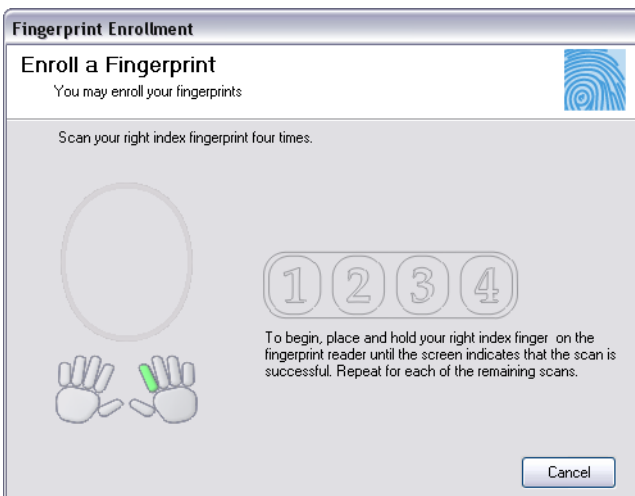 Fingerprint Enrollment
Enroll a Fingerprint
You may enroll your fingerprints
Scan your right index fingerprint four times.
1 2 3 4
To begin, place and hold your right index finger on the
fingerprint reader until the screen indicates that the scan is
successful. Repeat for each of the remaining scans.
Cancel